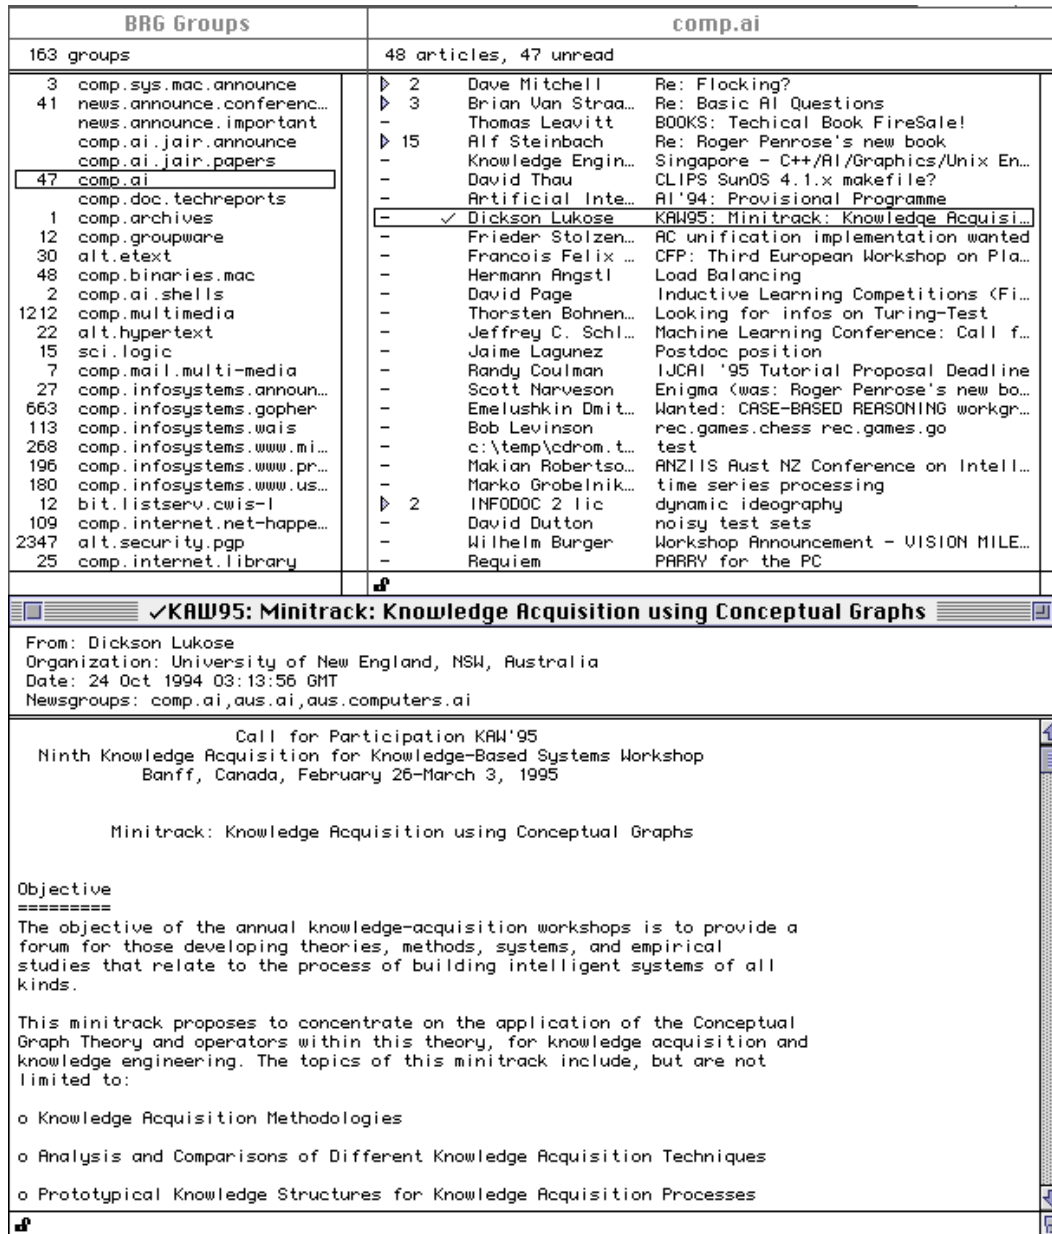 BRG Groups
163 groups
3 comp.sys.mac.announce
41 news.announce.conferenc...
news.announce.important
comp.ai.jair.announce
comp.ai.jair.papers
47 comp.ai
comp.doc.techreports
1 comp.archives
12 comp.groupware
30 alt.etext
48 comp.binaries.mac
2 comp.ai.shells
1212 comp.multimedia
22 alt.hypertext
15 sci.logic
7 comp.mail.multi-media
27 comp.infosystems.announ...
663 comp.infosystems.gopher
113 comp.infosystems.wais
268 comp.infosystems.www.mi...
196 comp.infosystems.www.pr...
180 comp.infosystems.www.us...
12 bit.listserv.cwis-l
109 comp.internet.net-happe...
2347 alt.security.pgp
25 comp.internet.library
comp.ai
48 articles, 47 unread
2 Dave Mitchell Re: Flocking?
3 Brian Van Straa... Re: Basic AI Questions
- Thomas Leavitt BOOKS: Techical Book FireSale!
15 Alf Steinbach Re: Roger Penrose's new book
- Knowledge Engin... Singapore - C++/AI/Graphics/Unix En...
- David Thau CLIPS SunOS 4.1.x makefile?
- Artificial Inte... AI'94: Provisional Programme
- ✓ Dickson Lukose KAW95: Minitrack: Knowledge Acquisi...
- Frieder Stolzen... AC unification implementation wanted
- Francois Felix ... CFP: Third European Workshop on Pla...
- Hermann Angstl Load Balancing
- David Page Inductive Learning Competitions (Fi...
- Thorsten Bohnen... Looking for infos on Turing-Test
- Jeffrey C. Schl... Machine Learning Conference: Call f...
- Jaime Lagunez Postdoc position
- Randy Coulman IJCAI '95 Tutorial Proposal Deadline
- Scott Narveson Enigma (was: Roger Penrose's new bo...
- Emelushkin Dmit... Wanted: CASE-BASED REASONING workgr...
- Bob Levinson rec.games.chess rec.games.go
- c:\temp\cdrom.t... test
- Makian Robertso... ANZIIS Aust NZ Conference on Intell...
- Marko Grobelnik... time series processing
2 INFODOC 2 lic dynamic ideography
- David Dutton noisy test sets
- Wilhelm Burger Workshop Announcement - VISION MILE...
- Requiem PARRY for the PC
✓KAW95: Minitrack: Knowledge Acquisition using Conceptual Graphs
From: Dickson Lukose
Organization: University of New England, NSW, Australia
Date: 24 Oct 1994 03:13:56 GMT
Newsgroups: comp.ai,aus.ai,aus.computers.ai
Call for Participation KAW'95
Ninth Knowledge Acquisition for Knowledge-Based Systems Workshop
Banff, Canada, February 26-March 3, 1995
Minitrack: Knowledge Acquisition using Conceptual Graphs
Objective
=========
The objective of the annual knowledge-acquisition workshops is to provide a
forum for those developing theories, methods, systems, and empirical
studies that relate to the process of building intelligent systems of all
kinds.
This minitrack proposes to concentrate on the application of the Conceptual
Graph Theory and operators within this theory, for knowledge acquisition and
knowledge engineering. The topics of this minitrack include, but are not
limited to:
o Knowledge Acquisition Methodologies
o Analysis and Comparisons of Different Knowledge Acquisition Techniques
o Prototypical Knowledge Structures for Knowledge Acquisition Processes